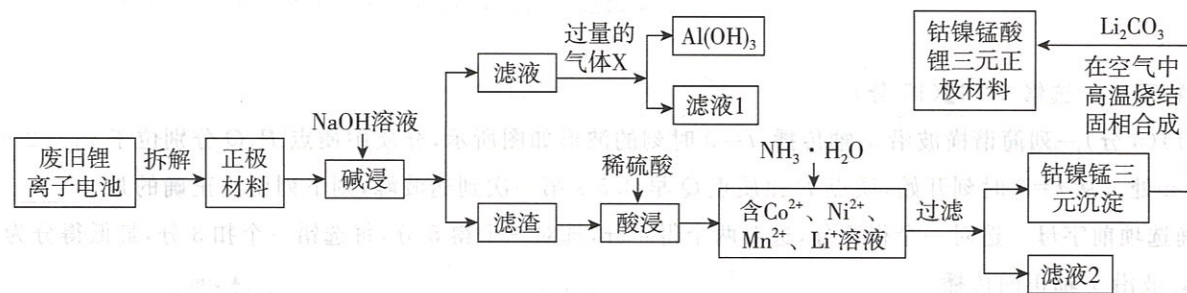 废旧锂
离子电池
拆解
正极
材料
NaOH溶液
碱浸
滤液
过量的
气体X
Al(OH)₃
滤液1
滤渣
稀硫酸
酸浸
NH₃·H₂O
含Co²⁺、Ni²⁺、
Mn²⁺、Li⁺溶液
过滤
钴镍锰三
元沉淀
滤液2
Li₂CO₃
在空气中
高温烧结
固相合成
钴镍锰酸
锂三元正
极材料